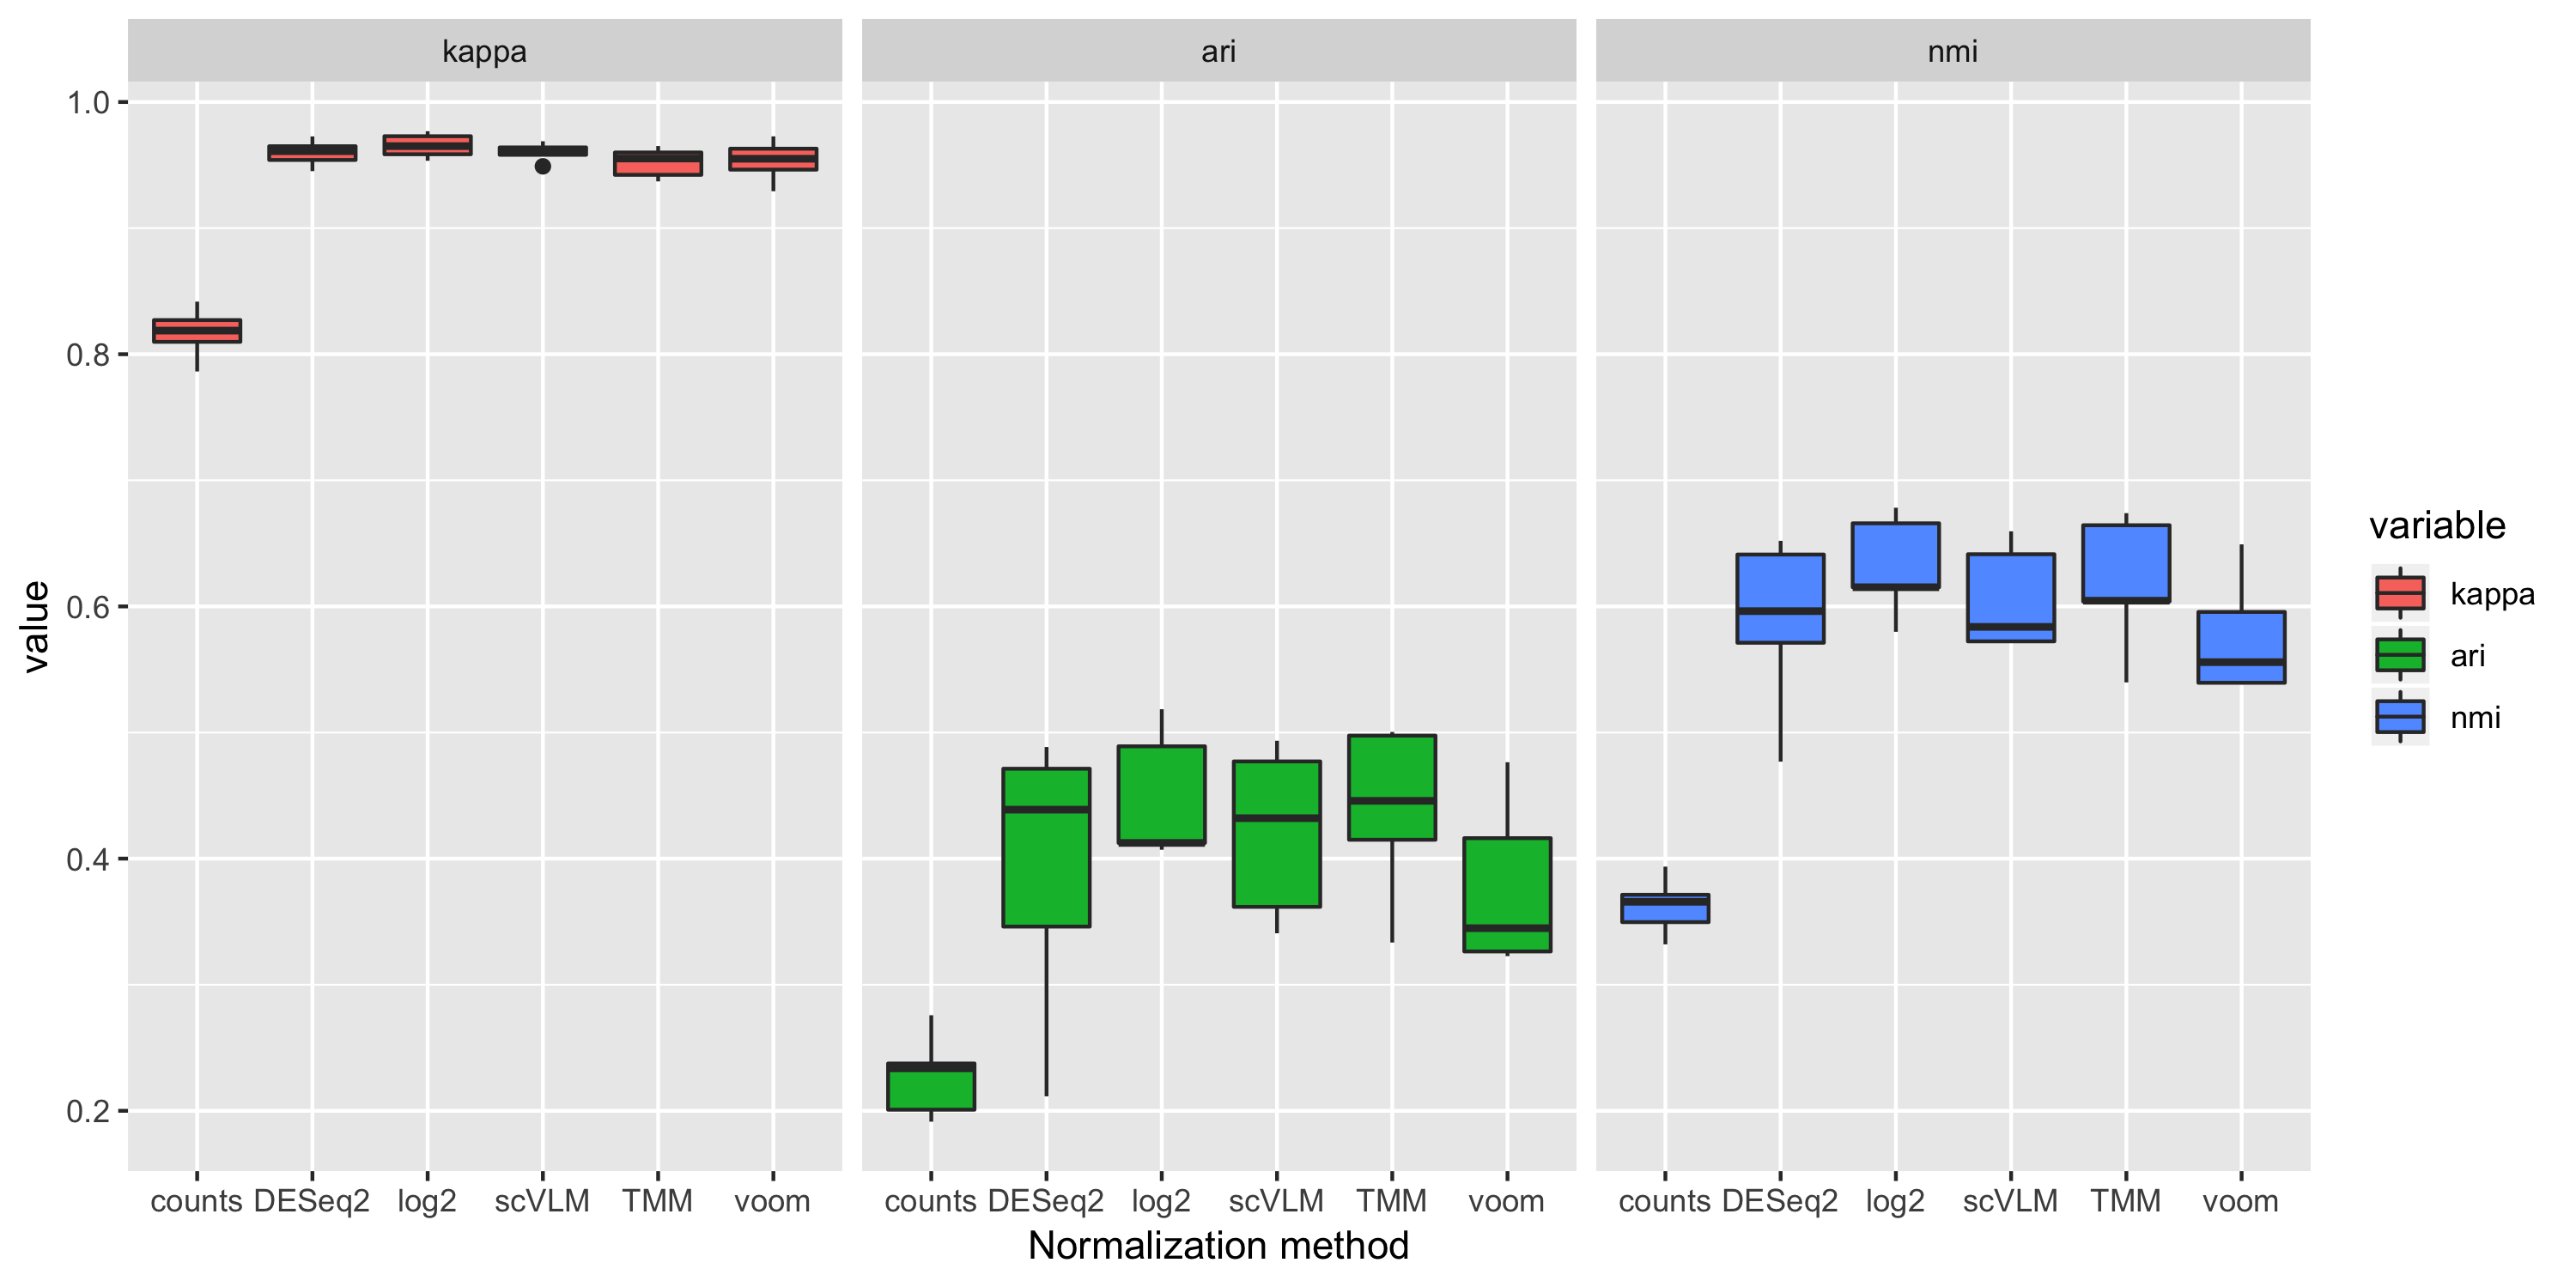 kappa ari nmi
1.0
0.8
0.6
0.4
0.2
value
counts DESeq2 log2 scVLM TMM voom counts DESeq2 log2 scVLM TMM voom counts DESeq2 log2 scVLM TMM voom
Normalization method
variable
kappa
ari
nmi